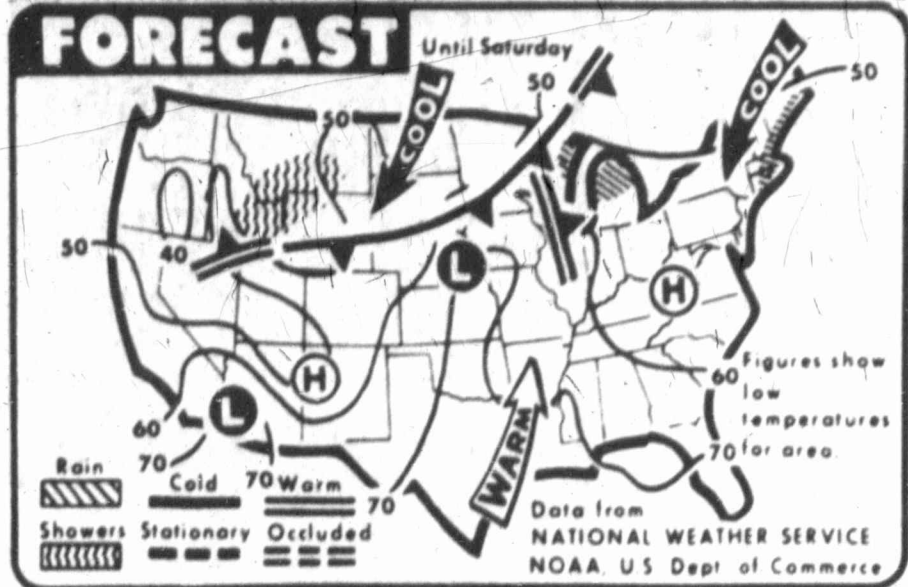 FORECAST
Until Saturday
50
COOL
COOL
50
50
50
40
L
H
H
L
60
70
70
70
WARM
60
70
Figures show
low
temperatures
for area.
Rain
Cold
Warm
Showers
Stationary
Occluded
Data from
NATIONAL WEATHER SERVICE
NOAA, U S Dept of Commerce